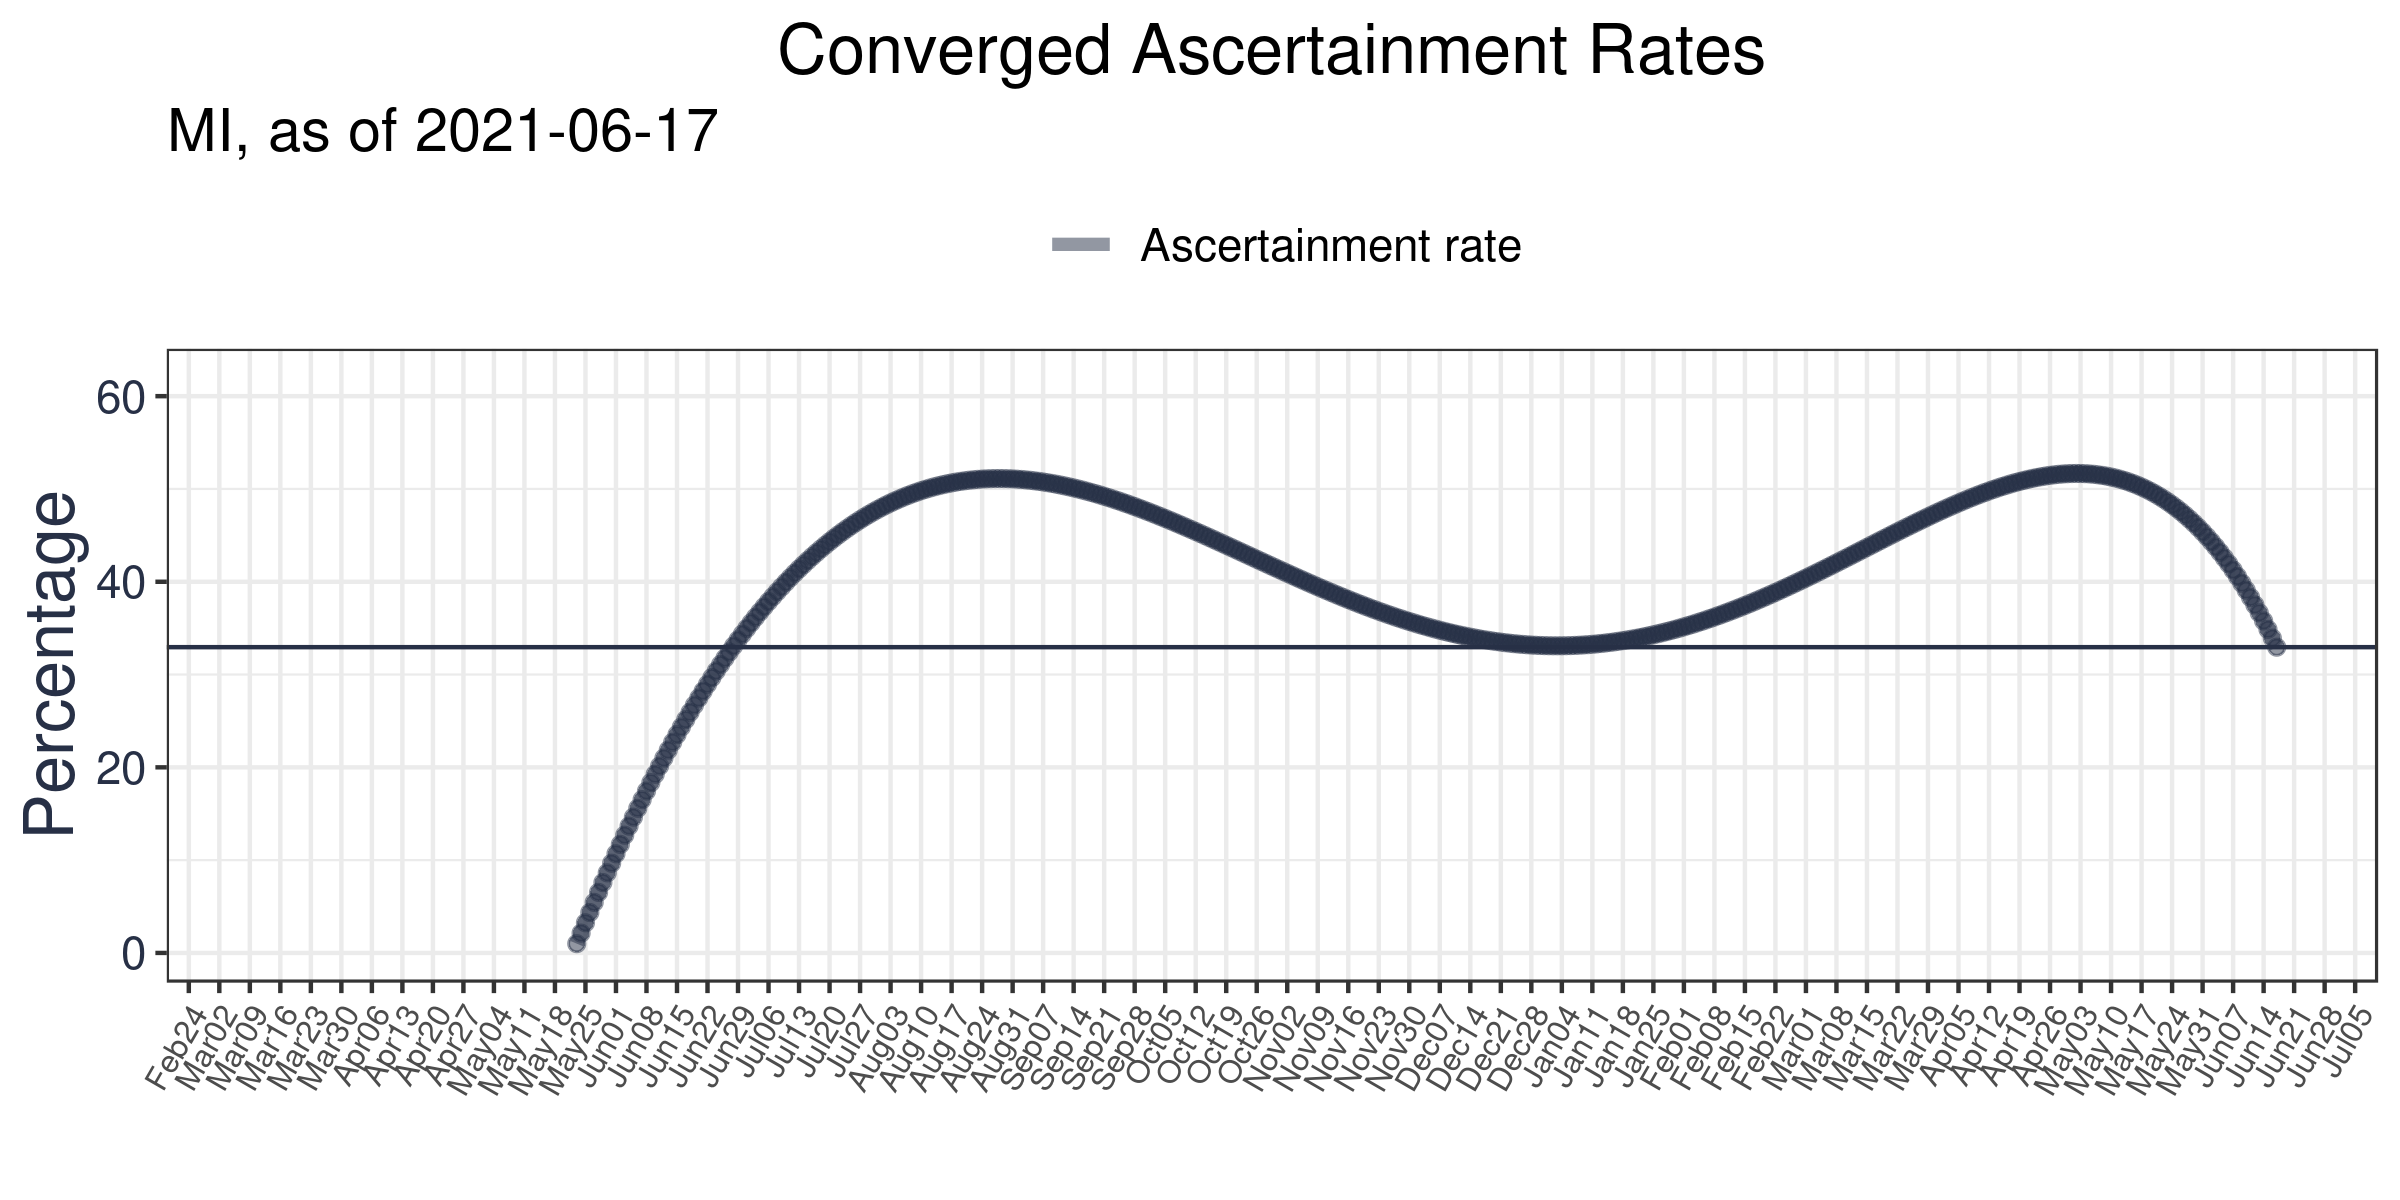 Converged Ascertainment Rates
MI, as of 2021-06-17
Ascertainment rate
Percentage
60
40
20
0
Feb24
Mar02
Mar09
Mar16
Mar23
Mar30
Apr06
Apr13
Apr20
Apr27
May04
May11
May18
May25
Jun01
Jun08
Jun15
Jun22
Jun29
Jul06
Jul13
Jul20
Jul27
Aug03
Aug10
Aug17
Aug24
Aug31
Sep07
Sep14
Sep21
Sep28
Oct05
Oct12
Oct19
Oct26
Nov02
Nov09
Nov16
Nov23
Nov30
Dec07
Dec14
Dec21
Dec28
Jan04
Jan11
Jan18
Jan25
Feb01
Feb08
Feb15
Feb22
Mar01
Mar08
Mar15
Mar22
Mar29
Apr05
Apr12
Apr19
Apr26
May03
May10
May17
May24
May31
Jun07
Jun14
Jun21
Jun28
Jul05